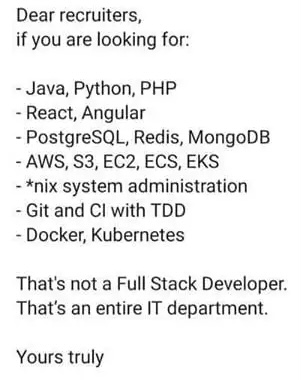 Dear recruiters,
if you are looking for:
- Java, Python, PHP
- React, Angular
- PostgreSQL, Redis, MongoDB
- AWS, S3, EC2, ECS, EKS
- *nix system administration
- Git and CI with TDD
- Docker, Kubernetes
That's not a Full Stack Developer.
That's an entire IT department.
Yours truly